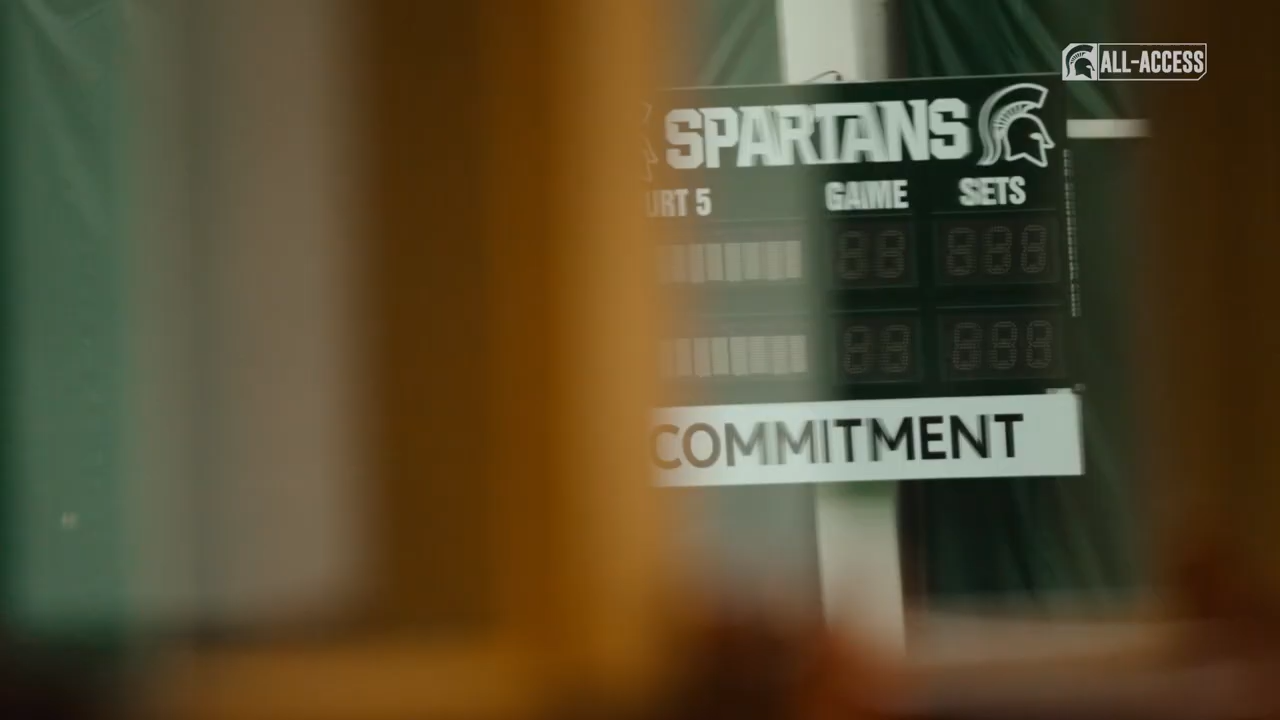 ALL-ACCESS
SPARTANS
URT 5 GAME SETS
COMMITMENT